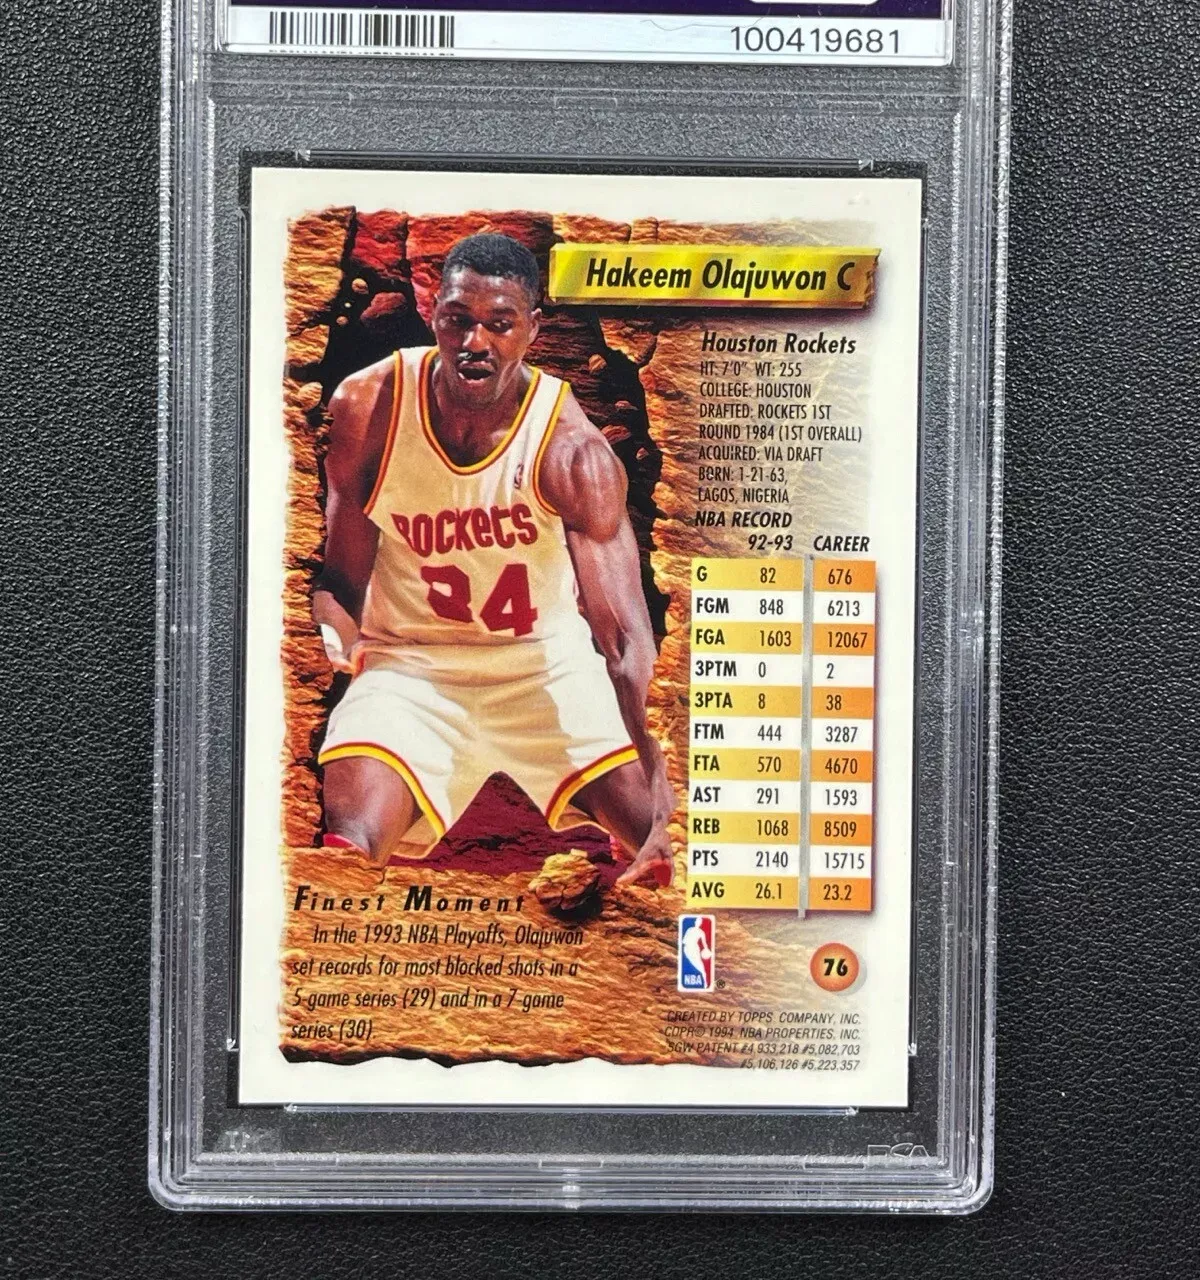 100419681
Hakeem Olajuwon C
Houston Rockets
HT: 7'0" WT: 255
COLLEGE: HOUSTON
DRAFTED: ROCKETS 1ST
ROUND 1984 (1ST OVERALL)
ACQUIRED: VIA DRAFT
BORN: 1-21-63,
LAGOS, NIGERIA
NBA RECORD
92-93 CAREER
G 82 676
FGM 848 6213
FGA 1603 12067
3PTM 0 2
3PTA 8 38
FTM 444 3287
FTA 570 4670
AST 291 1593
REB 1068 8509
PTS 2140 15715
AVG 26.1 23.2
ROCKETS
34
Finest Moment
In the 1993 NBA Playoffs, Olajuwon
set records for most blocked shots in a
5-game series (29) and in a 7-game
series (30).
NBA ®
76
CREATED BY TOPPS COMPANY, INC.
COPR© 1994 NBA PROPERTIES, INC.
SGW PATENT #4,933,218 #5,082,703
#5,106,126 #5,223,357
PSA